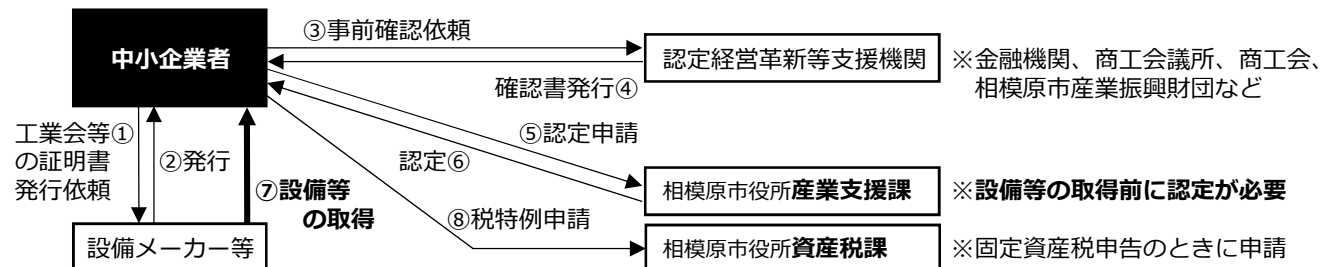 ③事前確認依頼
中小企業者
認定経営革新等支援機関
※金融機関、商工会議所、商工会、
相模原市産業振興財団など
確認書発行④
工業会等①
の証明書
発行依頼
②発行
⑤認定申請
認定⑥
⑦設備等
の取得
相模原市役所産業支援課
※設備等の取得前に認定が必要
⑧税特例申請
設備メーカー等
相模原市役所資産税課
※固定資産税申告のときに申請